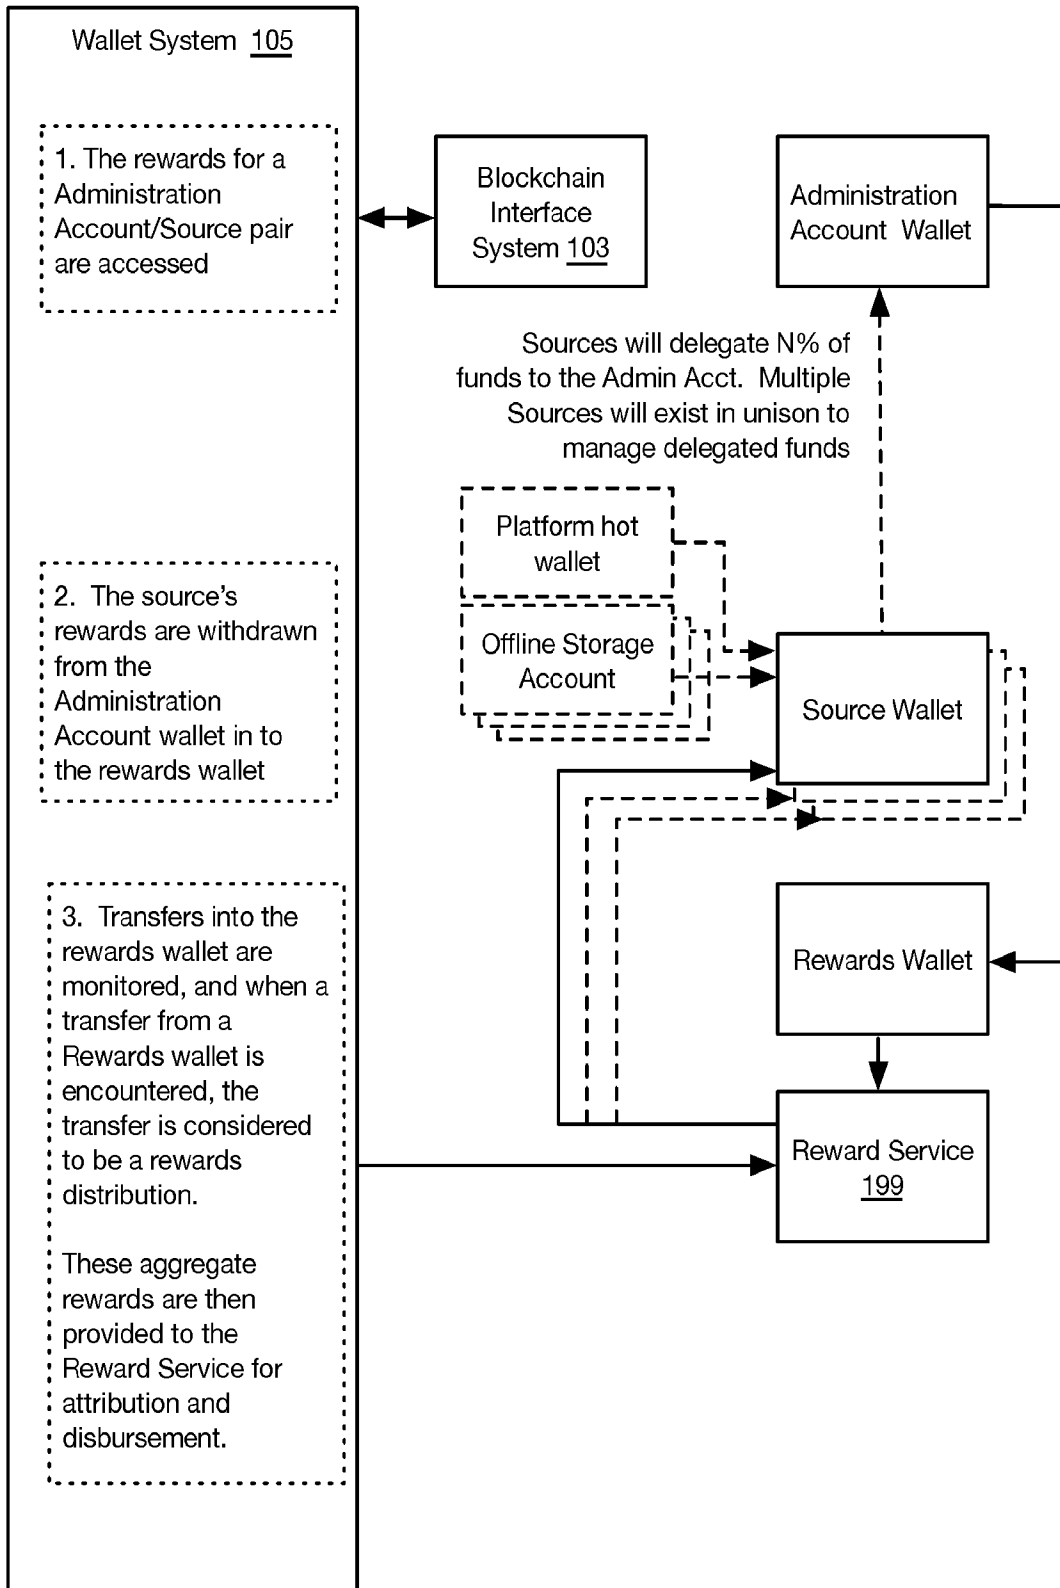 Wallet System 105
1. The rewards for a
Administration
Account/Source pair
are accessed
Blockchain
Interface
System 103
Administration
Account Wallet
Sources will delegate N% of
funds to the Admin Acct. Multiple
Sources will exist in unison to
manage delegated funds
Platform hot
wallet
Offline Storage
Account
Source Wallet
2. The source's
rewards are withdrawn
from the
Administration
Account wallet in to
the rewards wallet
3. Transfers into the
rewards wallet are
monitored, and when a
transfer from a
Rewards wallet is
encountered, the
transfer is considered
to be a rewards
distribution.
These aggregate
rewards are then
provided to the
Reward Service for
attribution and
disbursement.
Rewards Wallet
Reward Service
199